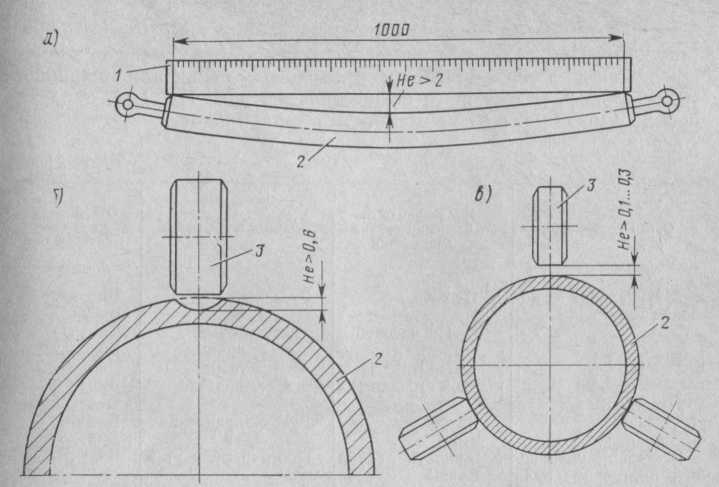 а)
1000
1
Не > 2
2
б)
3
Не > 0,6
2
в)
3
Не > 0,1...0,3
2